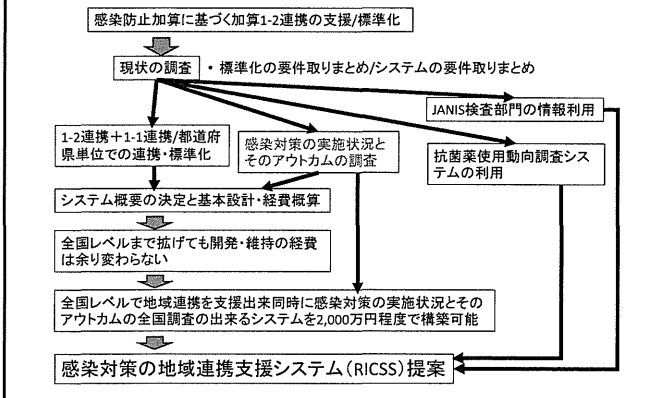 感染防止加算に基づく加算1-2連携の支援/標準化
現状の調査
・標準化の要件取りまとめ/システムの要件取りまとめ
JANIS検査部門の情報利用
1-2連携＋1-1連携/都道府
県単位での連携・標準化
感染対策の実施状況と
そのアウトカムの調査
抗菌薬使用動向調査シス
テムの利用
システム概要の決定と基本設計・経費概算
全国レベルまで拡げても開発・維持の経費
は余り変わらない
全国レベルで地域連携を支援出来同時に感染対策の実施状況とその
アウトカムの全国調査の出来るシステムを2,000万円程度で構築可能
感染対策の地域連携支援システム（RICSS）提案